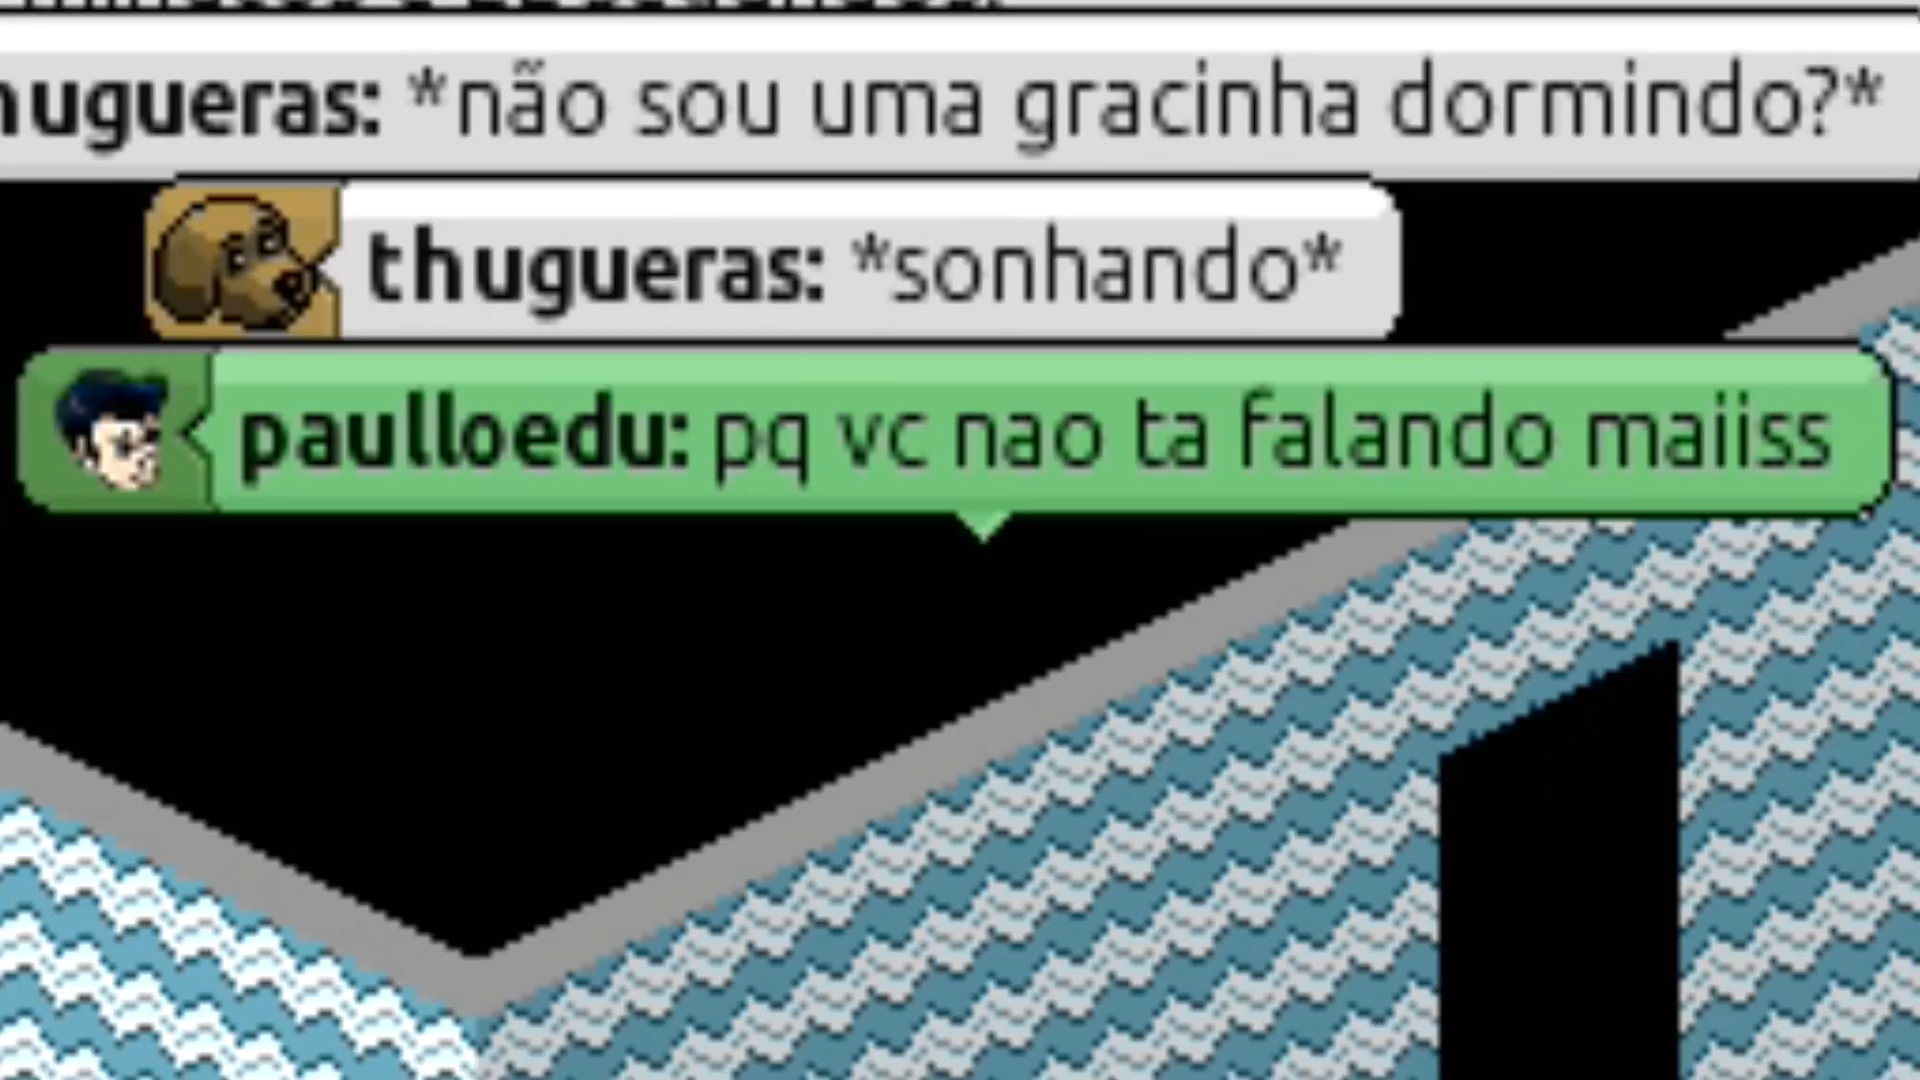 hugueras: *não sou uma gracinha dormindo?*
thugueras: *sonhando*
paulloedu: pq vc nao ta falando maiiss